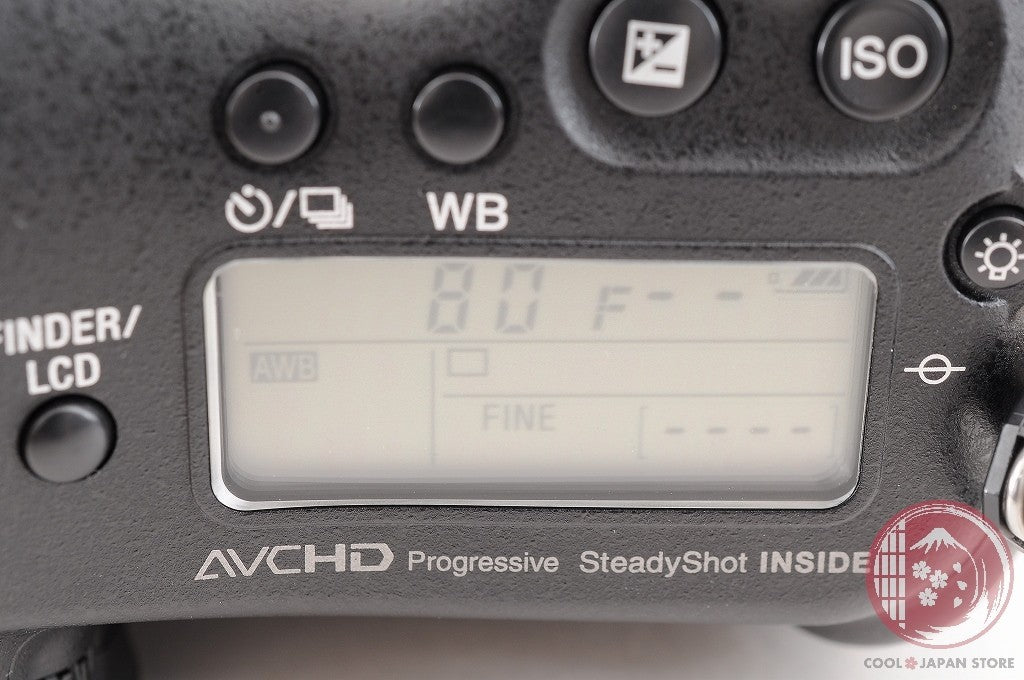 ISO
WB
FINDER/
LCD
80 F--
AWB
FINE
[----]
AVCHD Progressive SteadyShot INSIDE
COOL JAPAN STORE